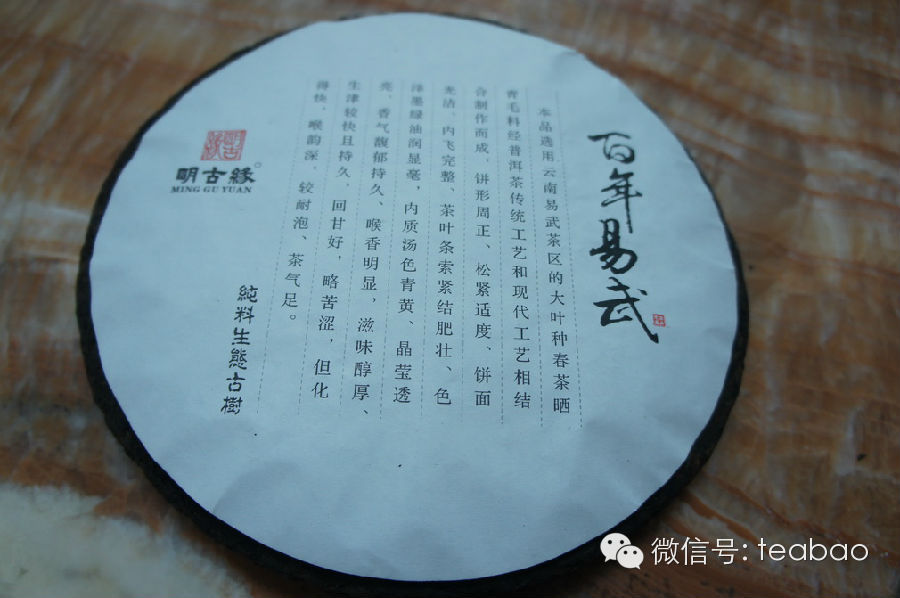 百年易武
本品选用云南易武茶区的大叶种春茶晒
青毛料经普洱茶传统工艺和现代工艺相结
合制作而成、饼形周正、松紧适度、饼面
光洁、内飞完整、茶叶条索紧结肥壮、色
泽墨绿油润显毫，内质汤色青黄、晶莹透
亮、香气馥郁持久、喉香明显，滋味醇厚、
生津较快且持久，回甘好，略苦涩，但化
得快，喉韵深，较耐泡、茶气足。
純料生態古樹
明古緣
MING GU YUAN
微信号: teabao